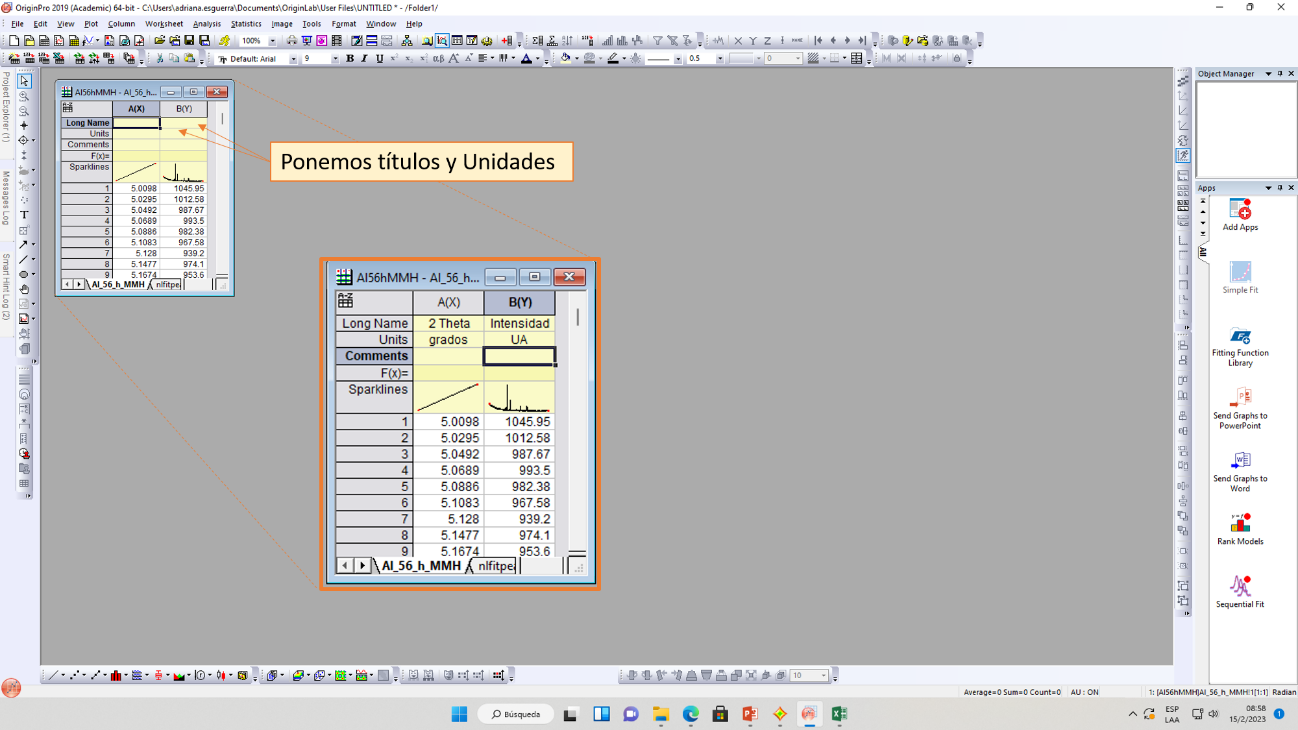 OriginPro 2019 (Academic) 64-bit - C:\Users\adriana.esguerra\Documents\OriginLab\User Files\UNTITLED * - /Folder1/
File Edit View Plot Column Worksheet Analysis Statistics Image Tools Format Window Help
100%
Default: Arial 9 B I U αβ A A A 0.5 0
Project Explorer (1)
Messages Log
Smart Hint Log (2)
AI56hMMH - AI_56_h...
A(X) B(Y)
Long Name
Units
Comments
F(x)=
Sparklines
1 5.0098 1045.95
2 5.0295 1012.58
3 5.0492 987.67
4 5.0689 993.5
5 5.0886 982.38
6 5.1083 967.58
7 5.128 939.2
8 5.1477 974.1
9 5.1674 953.6
AI_56_h_MMH nlfitpe
Ponemos títulos y Unidades
AI56hMMH - AI_56_h...
A(X) B(Y)
Long Name 2 Theta Intensidad
Units grados UA
Comments
F(x)=
Sparklines
1 5.0098 1045.95
2 5.0295 1012.58
3 5.0492 987.67
4 5.0689 993.5
5 5.0886 982.38
6 5.1083 967.58
7 5.128 939.2
8 5.1477 974.1
9 5.1674 953.6
AI_56_h_MMH nlfitpe
Object Manager
Apps
All
Add Apps
Simple Fit
Fitting Function
Library
Send Graphs to
PowerPoint
Send Graphs to
Word
y=f
Rank Models
Sequential Fit
10
Average=0 Sum=0 Count=0 AU : ON 1: [AI56hMMH]AI_56_h_MMH!1[1:1] Radian
Búsqueda
ESP
LAA
08:58
15/2/2023
1